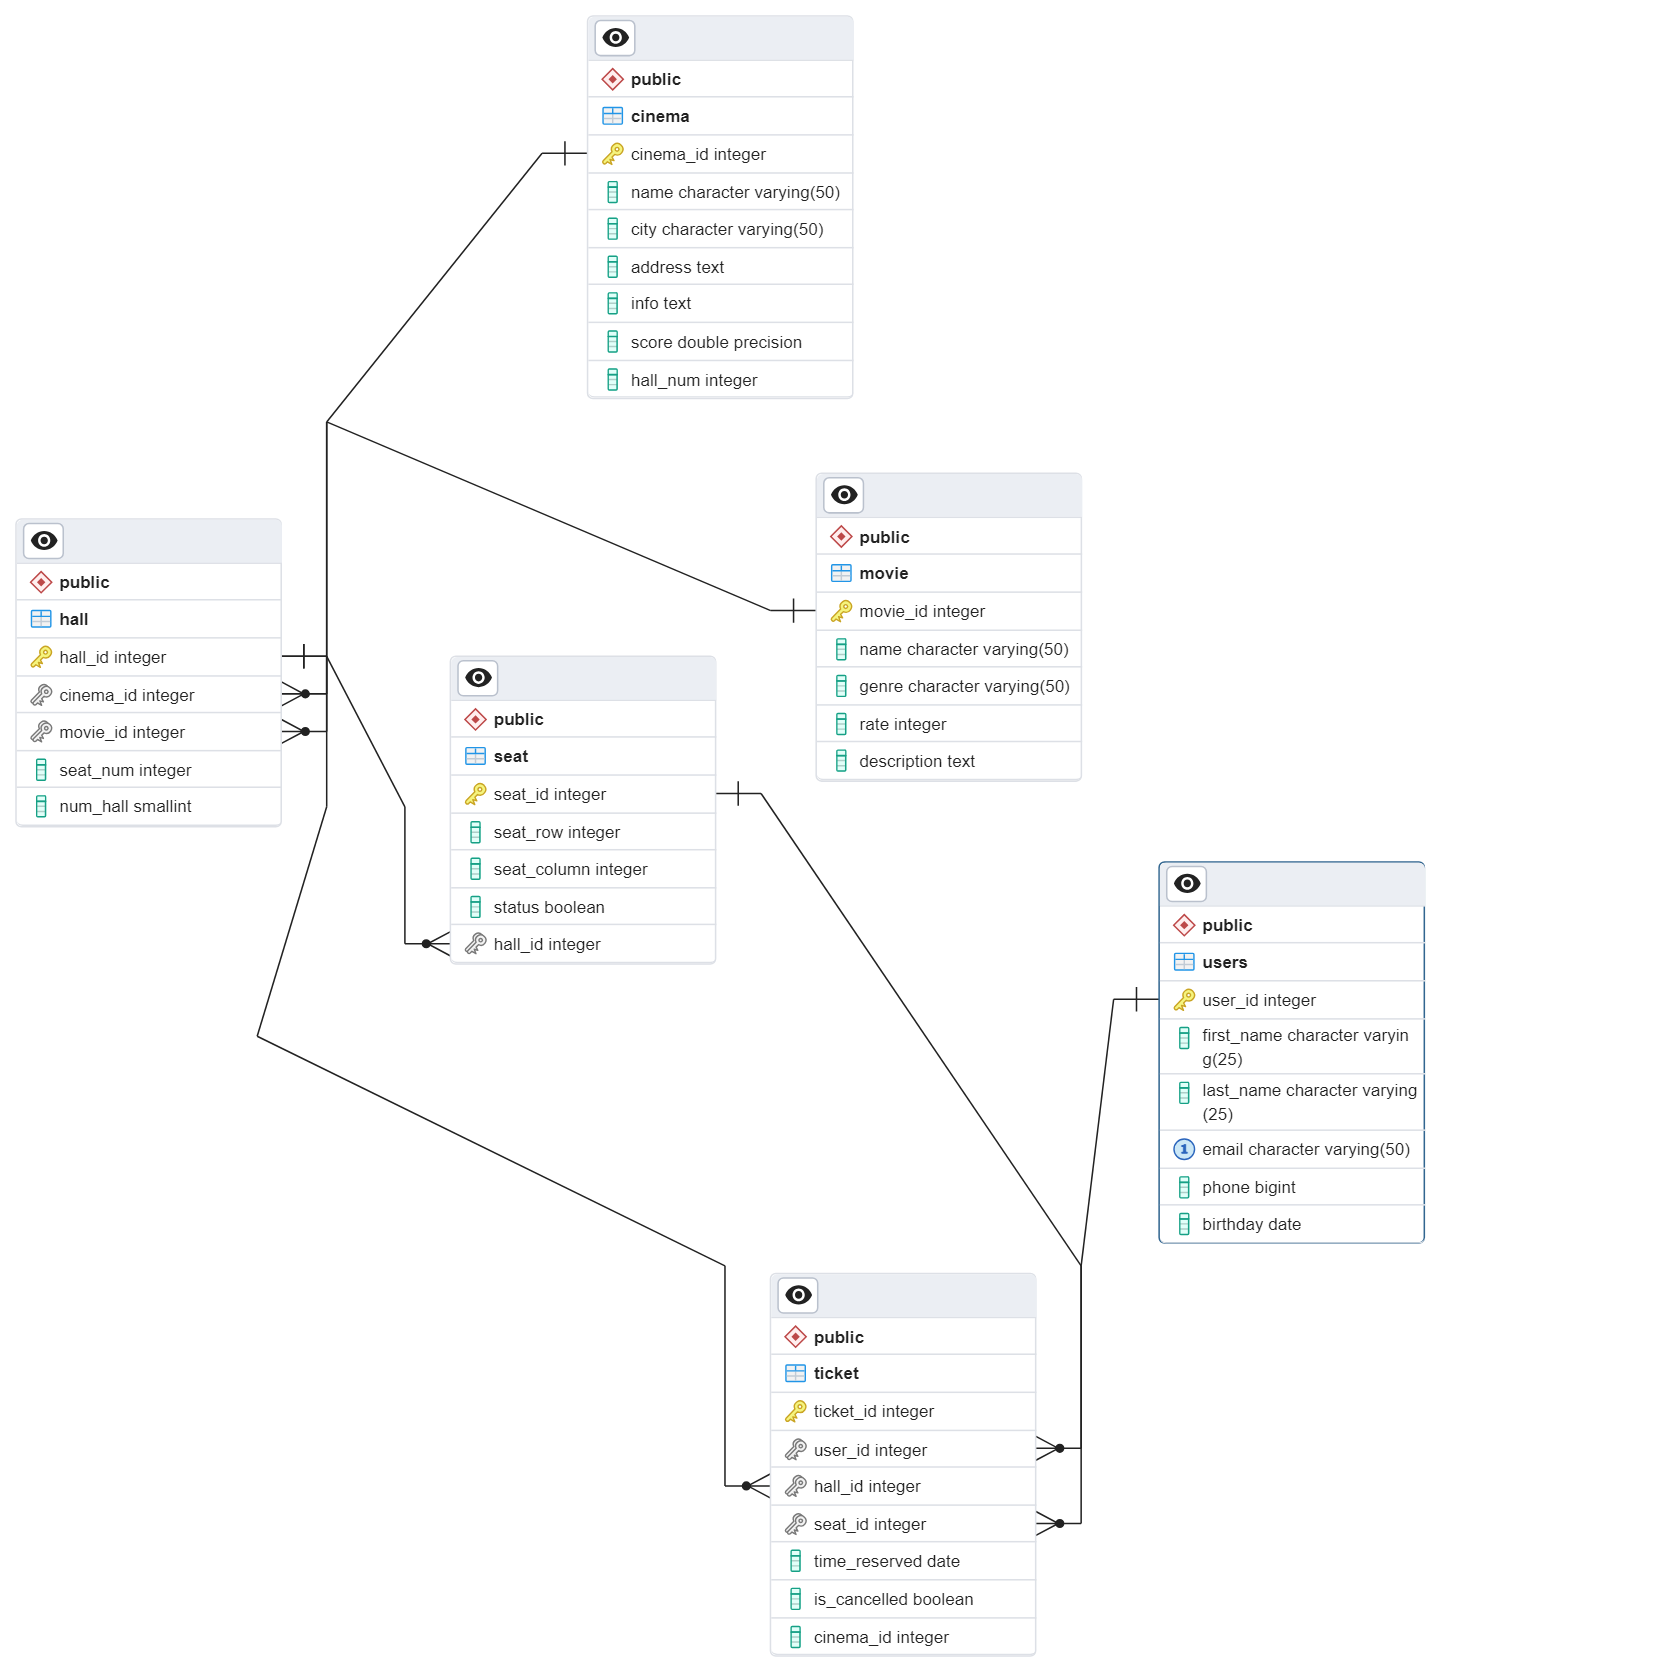 public
cinema
cinema_id integer
name character varying(50)
city character varying(50)
address text
info text
score double precision
hall_num integer
public
movie
movie_id integer
name character varying(50)
genre character varying(50)
rate integer
description text
public
hall
hall_id integer
cinema_id integer
movie_id integer
seat_num integer
num_hall smallint
public
seat
seat_id integer
seat_row integer
seat_column integer
status boolean
hall_id integer
public
users
user_id integer
first_name character varyin
g(25)
last_name character varying
(25)
1 email character varying(50)
phone bigint
birthday date
public
ticket
ticket_id integer
user_id integer
hall_id integer
seat_id integer
time_reserved date
is_cancelled boolean
cinema_id integer